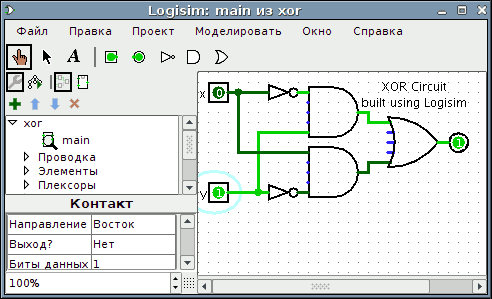 Logisim: main из xor
Файл Правка Проект Моделировать Окно Справка
A
xor
main
Проводка
Элементы
Плексоры
Контакт
Направление Восток
Выход? Нет
Биты данных 1
100%
XOR Circuit
built using Logisim
x 0
1
y 1